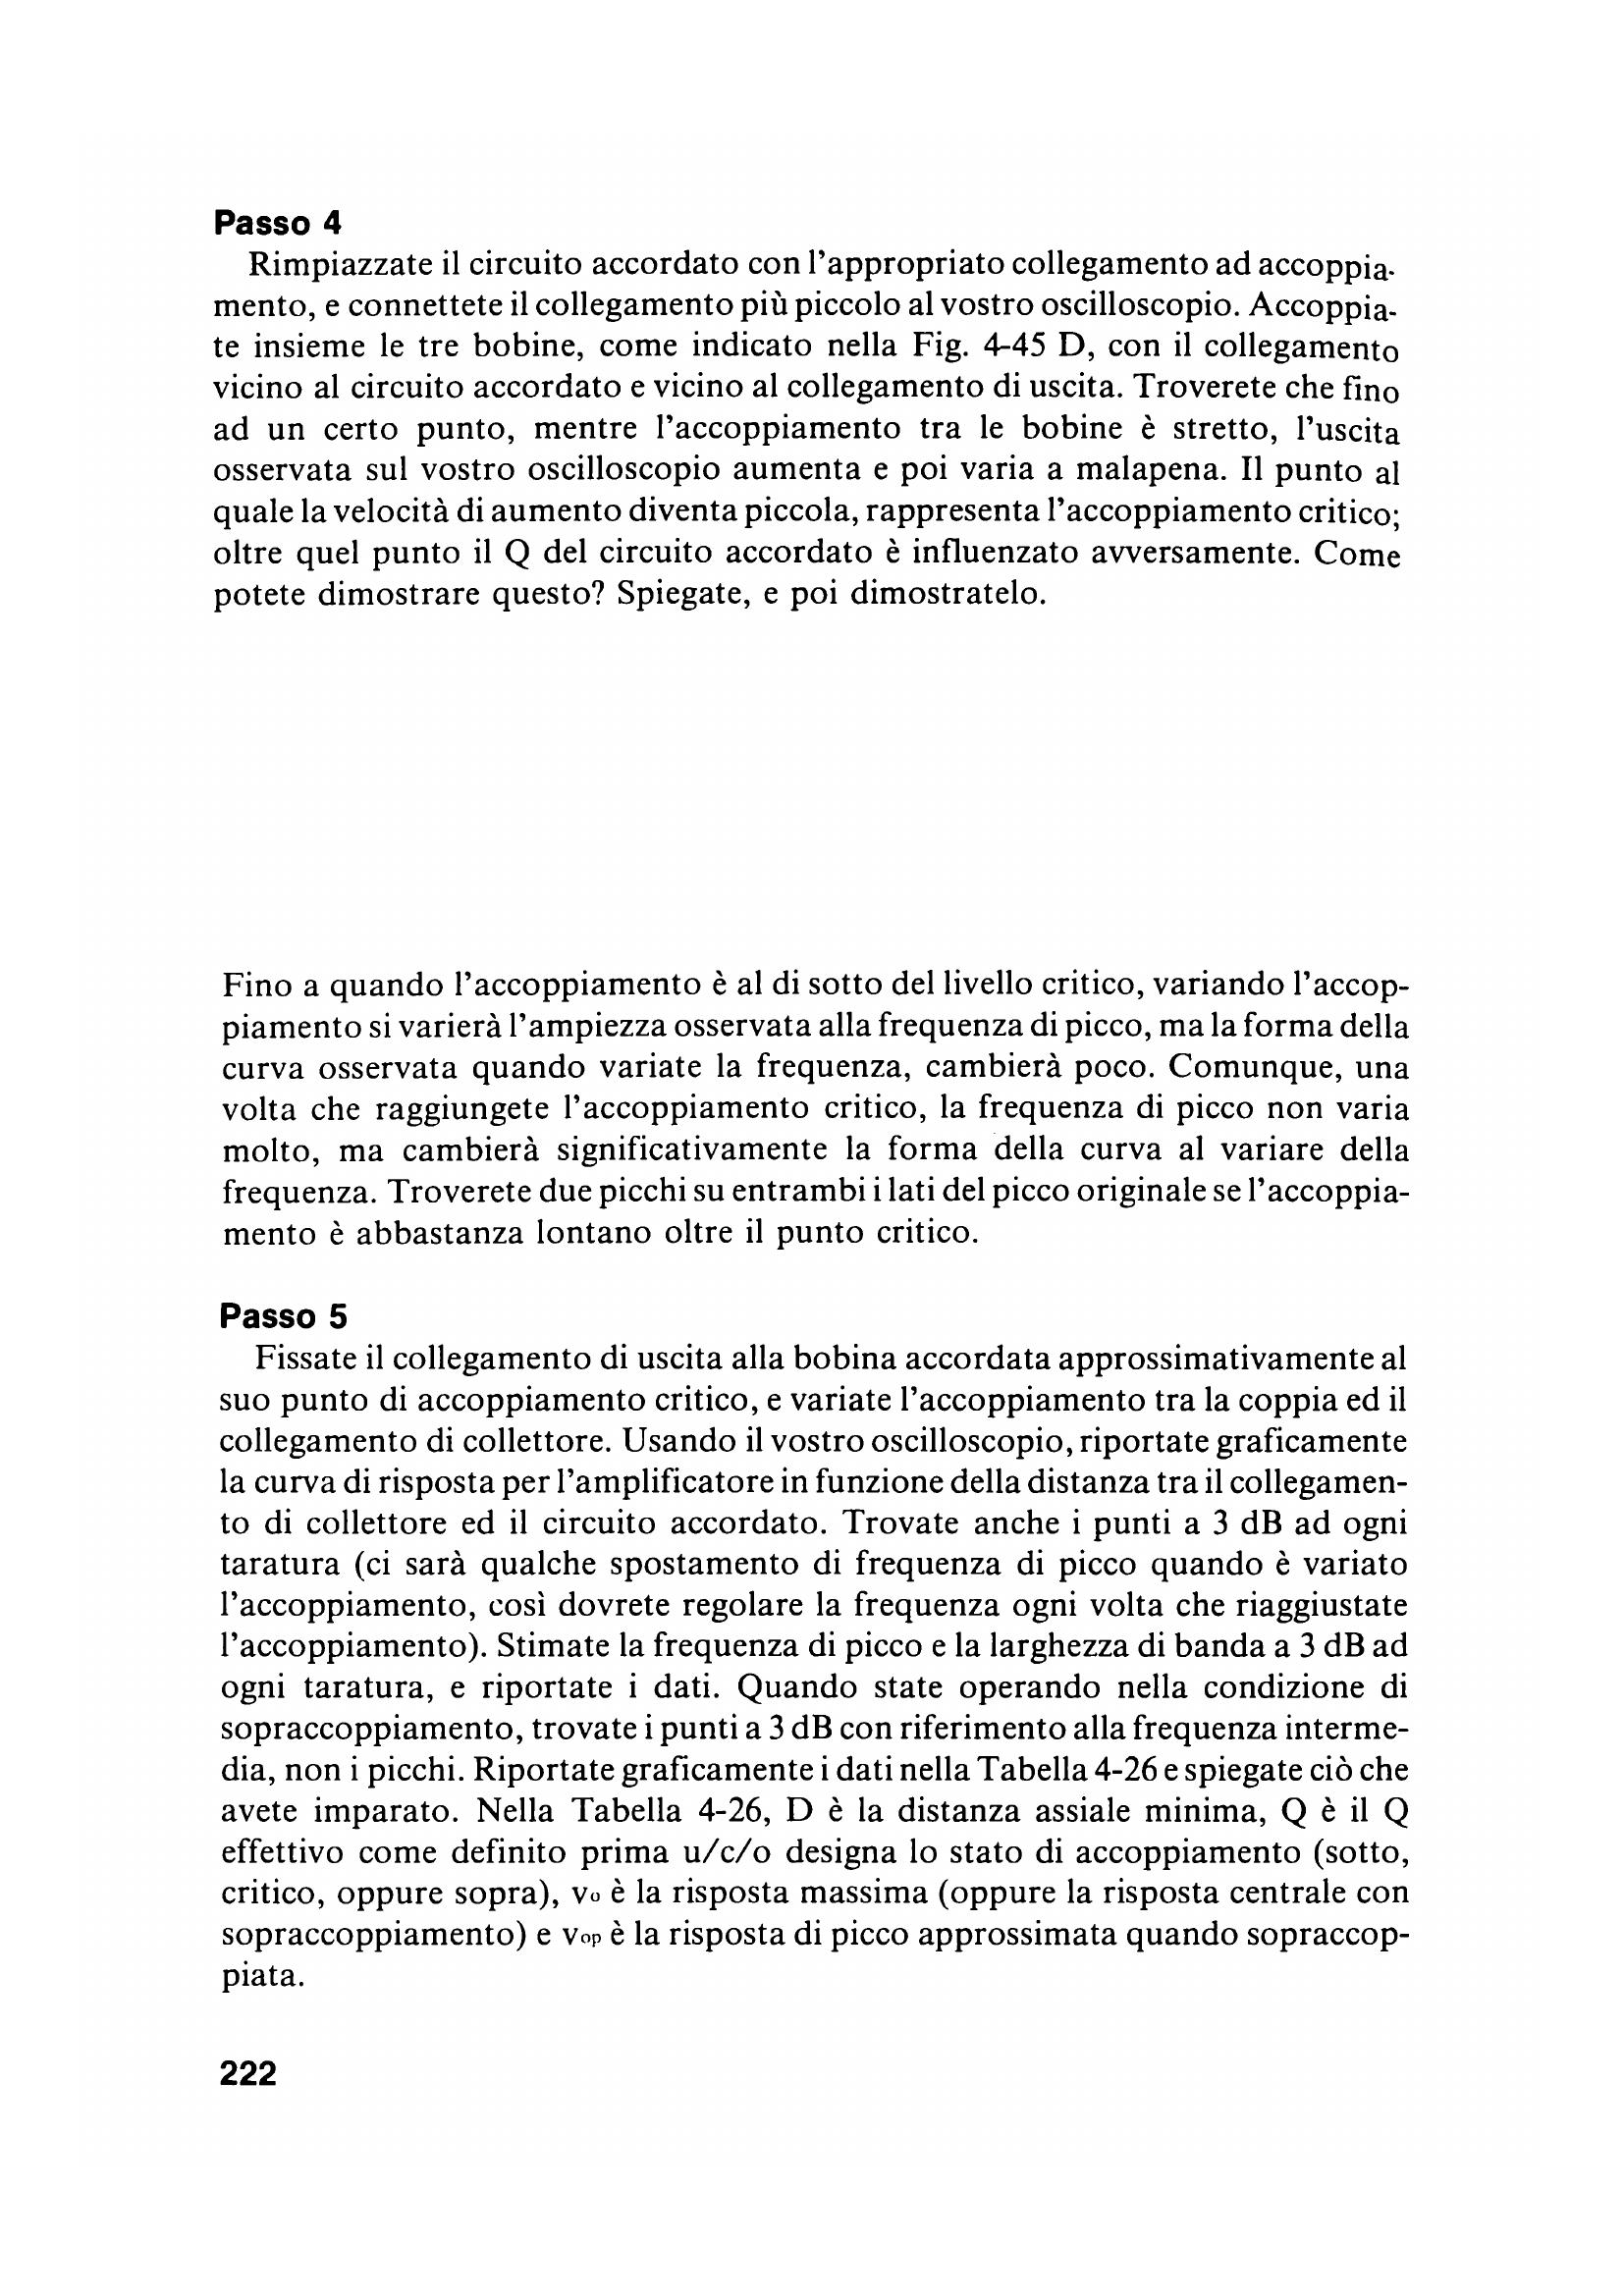 Passo 4
Rimpiazzate il circuito accordato con l'appropriato collegamento ad accoppia-
mento, e connettete il collegamento più piccolo al vostro oscilloscopio. Accoppia-
te insieme le tre bobine, come indicato nella Fig. 4-45 D, con il collegamento
vicino al circuito accordato e vicino al collegamento di uscita. Troverete che fino
ad un certo punto, mentre l'accoppiamento tra le bobine è stretto, l'uscita
osservata sul vostro oscilloscopio aumenta e poi varia a malapena. Il punto al
quale la velocità di aumento diventa piccola, rappresenta l'accoppiamento critico;
oltre quel punto il Q del circuito accordato è influenzato avversamente. Come
potete dimostrare questo? Spiegate, e poi dimostratelo.
Fino a quando l'accoppiamento è al di sotto del livello critico, variando l'accop-
piamento si varierà l'ampiezza osservata alla frequenza di picco, ma la forma della
curva osservata quando variate la frequenza, cambierà poco. Comunque, una
volta che raggiungete l'accoppiamento critico, la frequenza di picco non varia
molto, ma cambierà significativamente la forma della curva al variare della
frequenza. Troverete due picchi su entrambi i lati del picco originale se l'accoppia-
mento è abbastanza lontano oltre il punto critico.
Passo 5
Fissate il collegamento di uscita alla bobina accordata approssimativamente al
suo punto di accoppiamento critico, e variate l'accoppiamento tra la coppia ed il
collegamento di collettore. Usando il vostro oscilloscopio, riportate graficamente
la curva di risposta per l'amplificatore in funzione della distanza tra il collegamen-
to di collettore ed il circuito accordato. Trovate anche i punti a 3 dB ad ogni
taratura (ci sarà qualche spostamento di frequenza di picco quando è variato
l'accoppiamento, così dovrete regolare la frequenza ogni volta che riaggiustate
l'accoppiamento). Stimate la frequenza di picco e la larghezza di banda a 3 dB ad
ogni taratura, e riportate i dati. Quando state operando nella condizione di
sopraccoppiamento, trovate i punti a 3 dB con riferimento alla frequenza interme-
dia, non i picchi. Riportate graficamente i dati nella Tabella 4-26 e spiegate ciò che
avete imparato. Nella Tabella 4-26, D è la distanza assiale minima, Q è il Q
effettivo come definito prima u/c/o designa lo stato di accoppiamento (sotto,
critico, oppure sopra), vo è la risposta massima (oppure la risposta centrale con
sopraccoppiamento) e vop è la risposta di picco approssimata quando sopraccop-
piata.
222